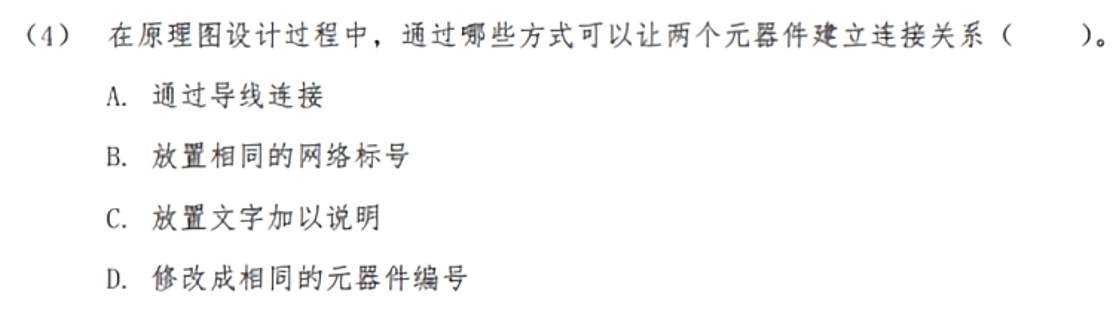 （4） 在原理图设计过程中，通过哪些方式可以让两个元器件建立连接关系（ ）。
A. 通过导线连接
B. 放置相同的网络标号
C. 放置文字加以说明
D. 修改成相同的元器件编号